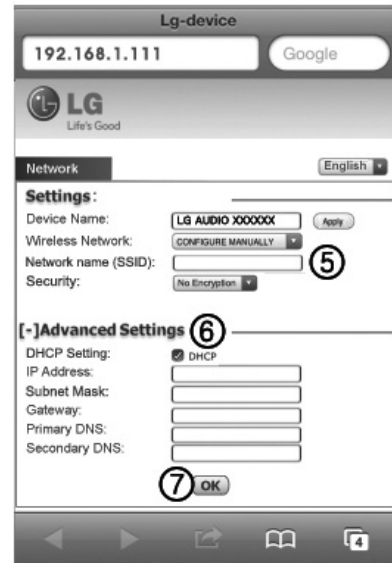 Lg-device
192.168.1.111 Google
LG
Life's Good
Network English
Settings:
Device Name: LG AUDIO XXXXXX Apply
Wireless Network: CONFIGURE MANUALLY
Network name (SSID): ⑤
Security: No Encryption
[-]Advanced Settings ⑥
DHCP Setting: DHCP
IP Address:
Subnet Mask:
Gateway:
Primary DNS:
Secondary DNS:
⑦ OK
4